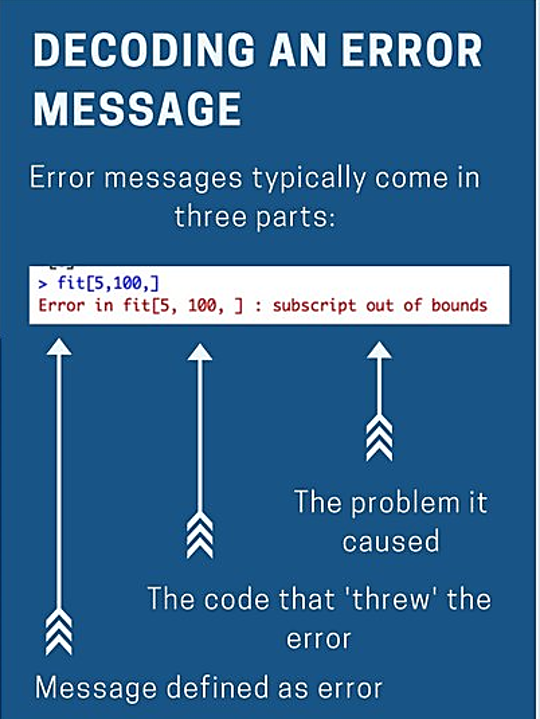 DECODING AN ERROR
MESSAGE
Error messages typically come in
three parts:
> fit[5,100,]
Error in fit[5, 100, ] : subscript out of bounds
The problem it
caused
The code that 'threw' the
error
Message defined as error